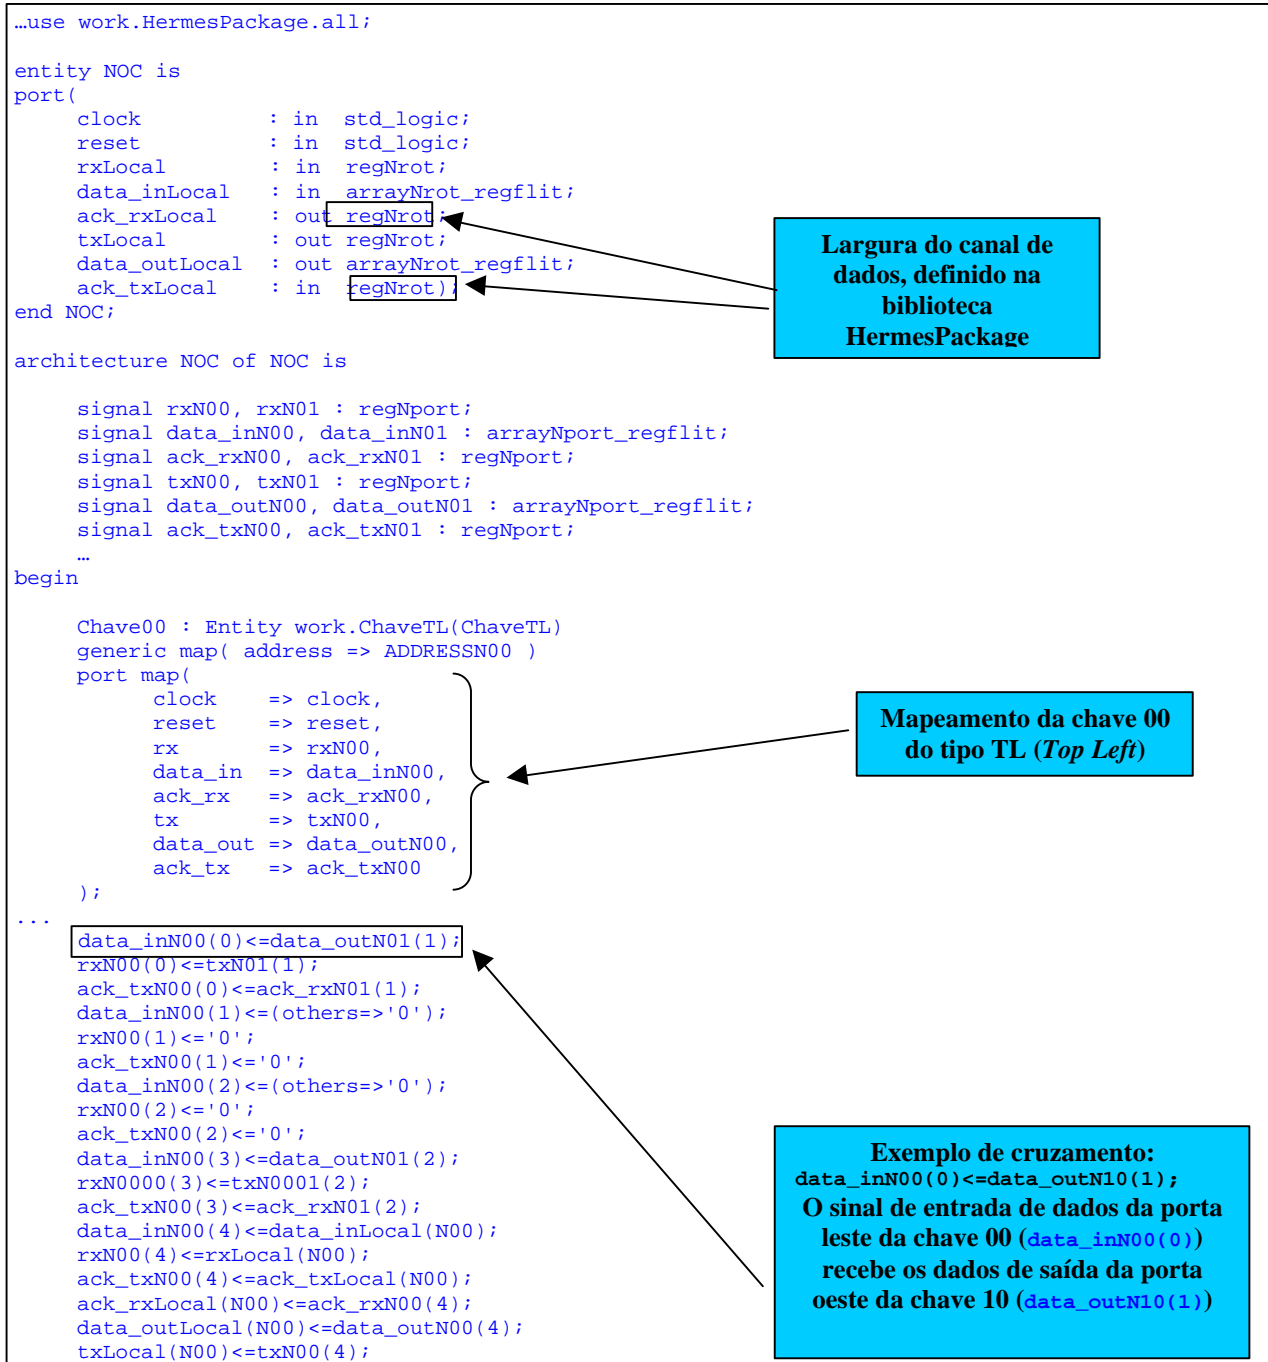 …use work.HermesPackage.all;
entity NOC is
port(
clock : in std_logic;
reset : in std_logic;
rxLocal : in regNrot;
data_inLocal : in arrayNrot_regflit;
ack_rxLocal : out regNrot;
txLocal : out regNrot;
data_outLocal : out arrayNrot_regflit;
ack_txLocal : in regNrot);
end NOC;
Largura do canal de
dados, definido na
biblioteca
HermesPackage
architecture NOC of NOC is
signal rxN00, rxN01 : regNport;
signal data_inN00, data_inN01 : arrayNport_regflit;
signal ack_rxN00, ack_rxN01 : regNport;
signal txN00, txN01 : regNport;
signal data_outN00, data_outN01 : arrayNport_regflit;
signal ack_txN00, ack_txN01 : regNport;
…
begin
Chave00 : Entity work.ChaveTL(ChaveTL)
generic map( address => ADDRESSN00 )
port map(
clock => clock,
reset => reset,
rx => rxN00,
data_in => data_inN00,
ack_rx => ack_rxN00,
tx => txN00,
data_out => data_outN00,
ack_tx => ack_txN00
);
Mapeamento da chave 00
do tipo TL (Top Left)
...
data_inN00(0)<=data_outN01(1);
rxN00(0)<=txN01(1);
ack_txN00(0)<=ack_rxN01(1);
data_inN00(1)<=(others=>'0');
rxN00(1)<='0';
ack_txN00(1)<='0';
data_inN00(2)<=(others=>'0');
rxN00(2)<='0';
ack_txN00(2)<='0';
data_inN00(3)<=data_outN01(2);
rxN0000(3)<=txN0001(2);
ack_txN00(3)<=ack_rxN01(2);
data_inN00(4)<=data_inLocal(N00);
rxN00(4)<=rxLocal(N00);
ack_txN00(4)<=ack_txLocal(N00);
ack_rxLocal(N00)<=ack_rxN00(4);
data_outLocal(N00)<=data_outN00(4);
txLocal(N00)<=txN00(4);
Exemplo de cruzamento:
data_inN00(0)<=data_outN10(1);
O sinal de entrada de dados da porta
leste da chave 00 (data_inN00(0))
recebe os dados de saída da porta
oeste da chave 10 (data_outN10(1))